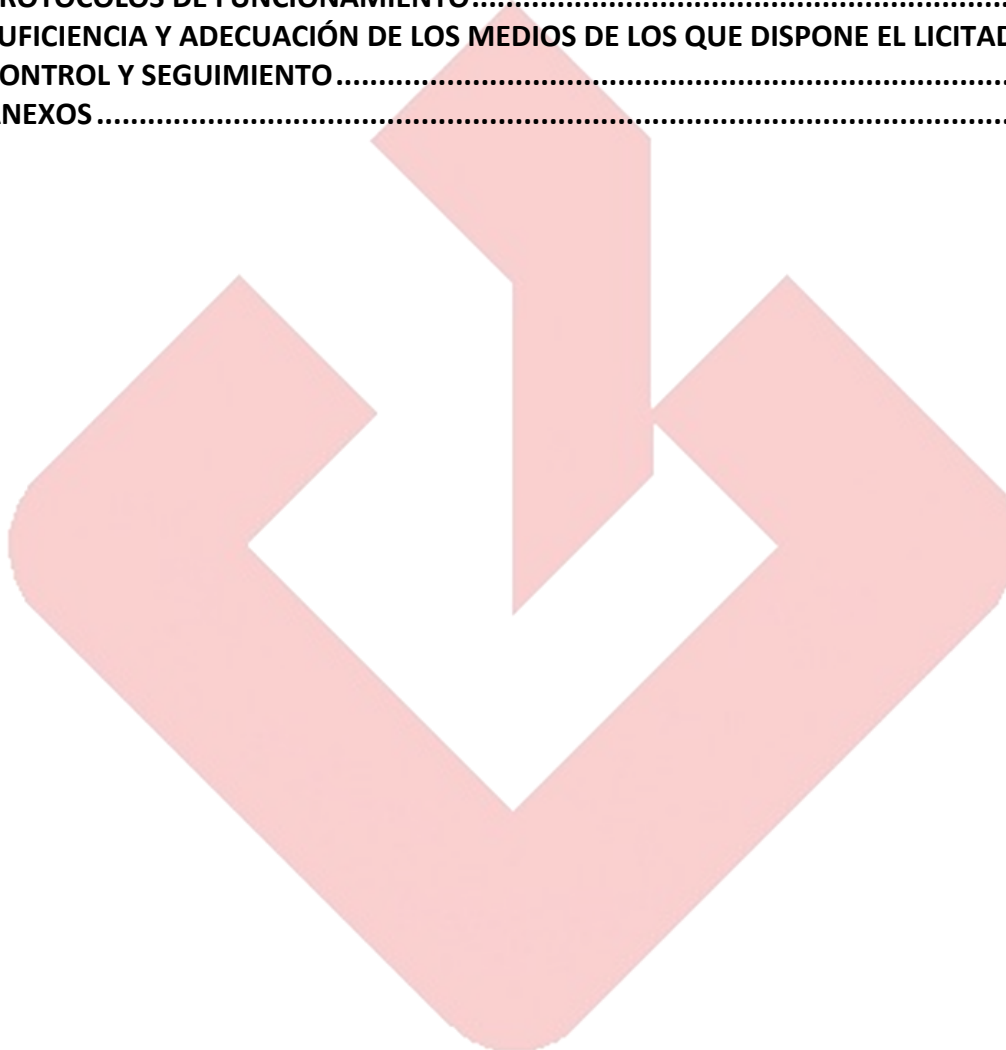 ROTOCOLOS DE FUNCIONAMIENTO................................................................
UFICIENCIA Y ADECUACIÓN DE LOS MEDIOS DE LOS QUE DISPONE EL LICITAD
ONTROL Y SEGUIMIENTO................................................................................
NEXOS............................................................................................................